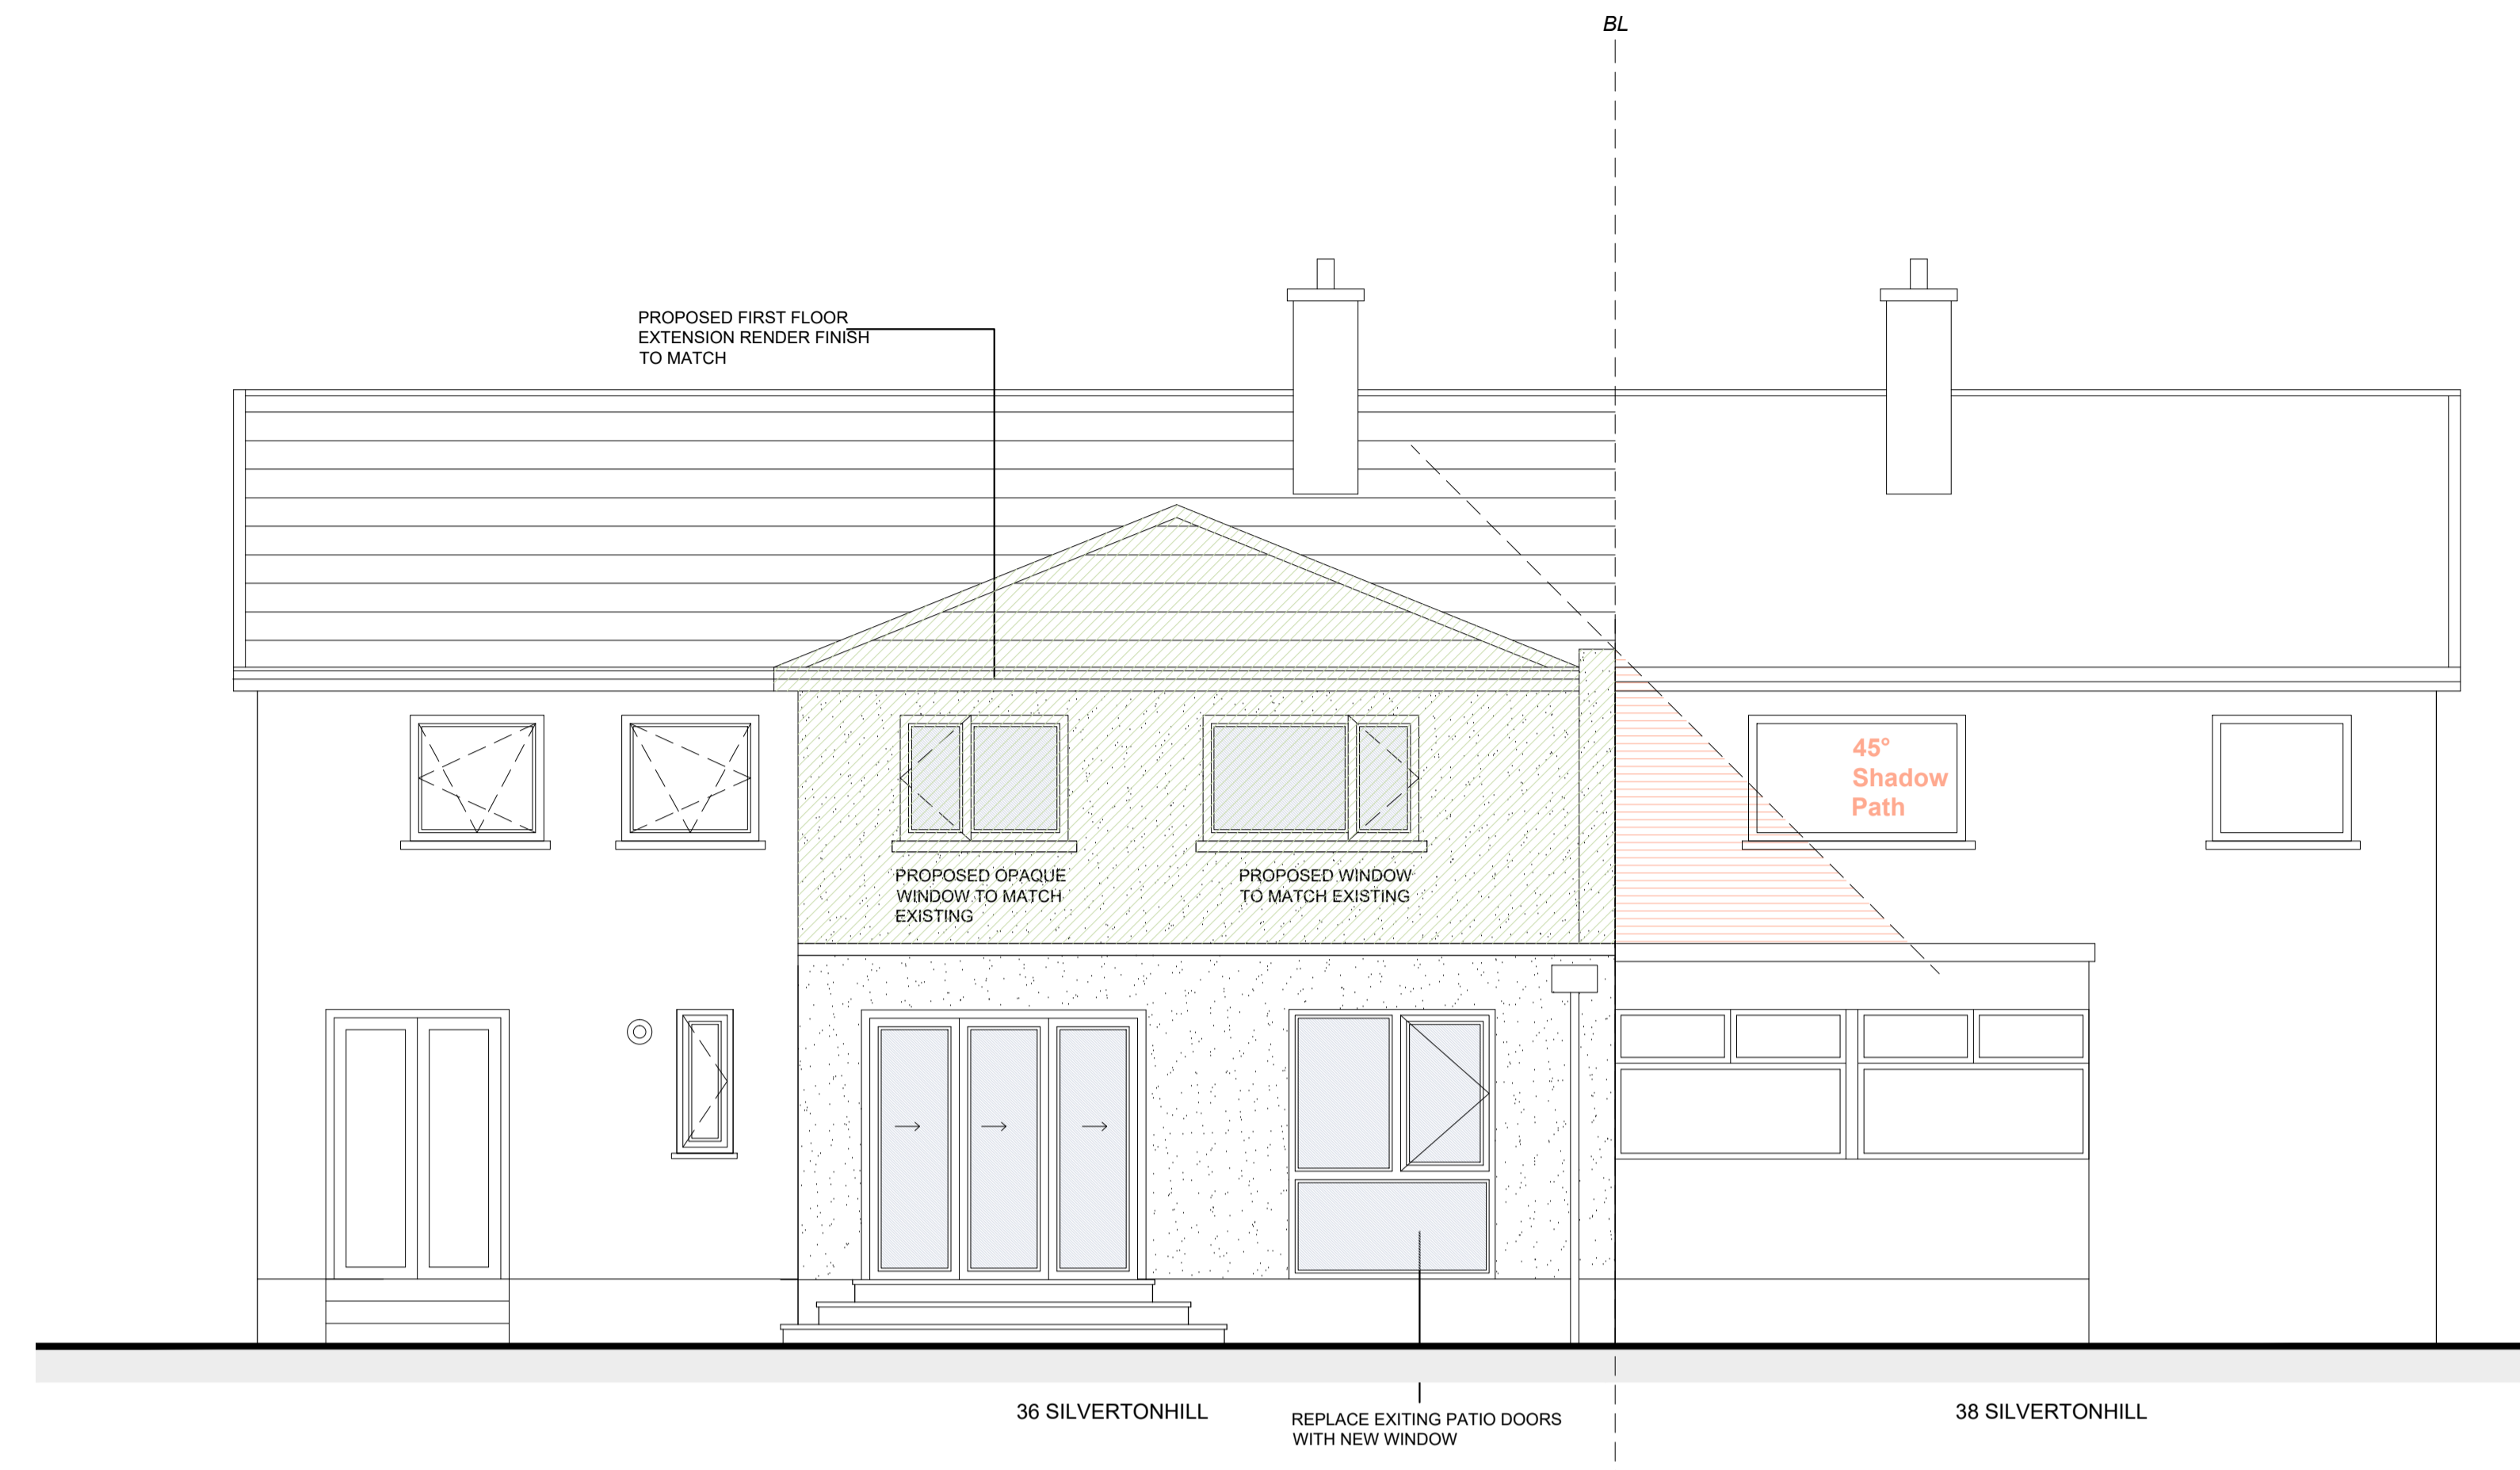 BL
PROPOSED FIRST FLOOR
EXTENSION RENDER FINISH
TO MATCH
45°
Shadow
Path
PROPOSED OPAQUE
WINDOW TO MATCH
EXISTING
PROPOSED WINDOW
TO MATCH EXISTING
36 SILVERTONHILL
REPLACE EXITING PATIO DOORS
WITH NEW WINDOW
38 SILVERTONHILL